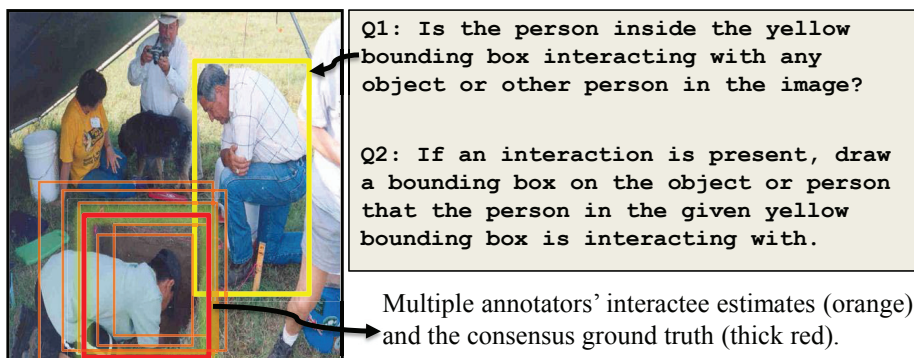 Q1: Is the person inside the yellow
bounding box interacting with any
object or other person in the image?
Q2: If an interaction is present, draw
a bounding box on the object or person
that the person in the given yellow
bounding box is interacting with.
Multiple annotators’ interactee estimates (orange)
and the consensus ground truth (thick red).